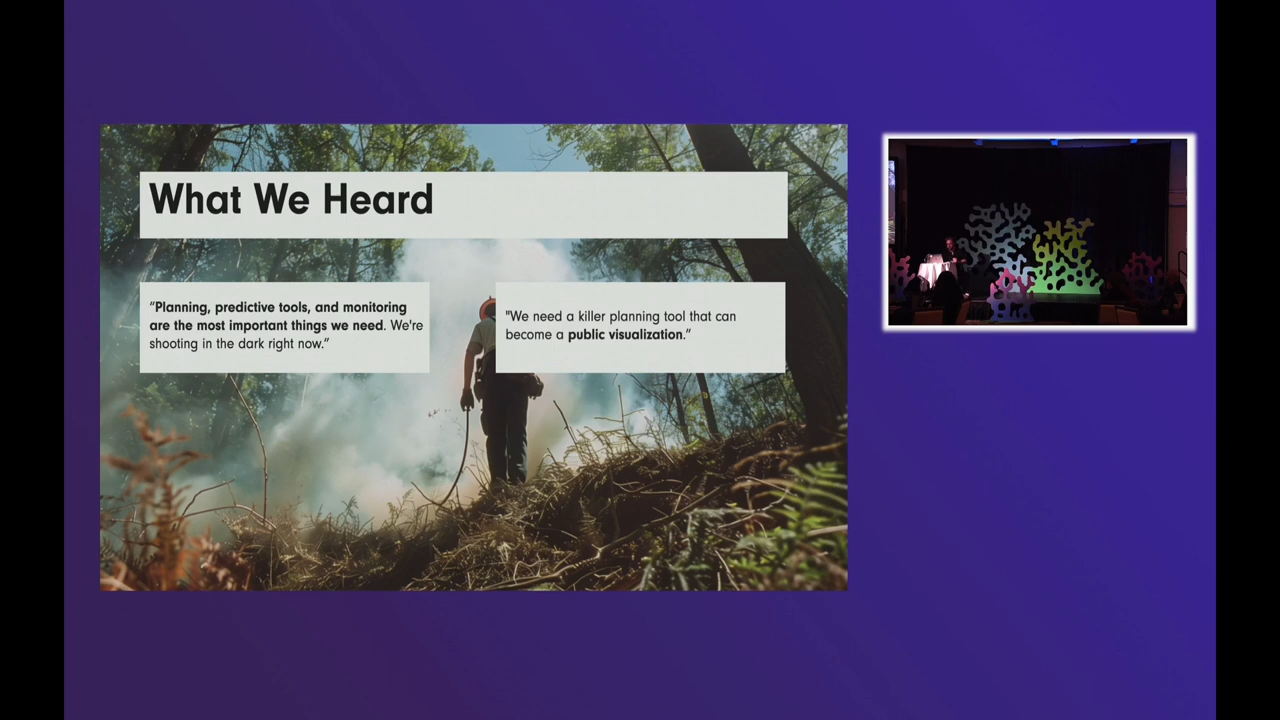 What We Heard
“Planning, predictive tools, and monitoring
are the most important things we need. We're
shooting in the dark right now.”
"We need a killer planning tool that can
become a public visualization.”